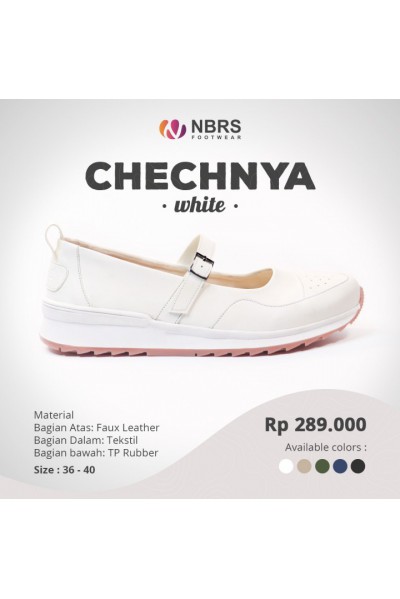 NBRS
FOOTWEAR
CHECHNYA
• white •
Material
Bagian Atas: Faux Leather
Bagian Dalam: Tekstil
Bagian bawah: TP Rubber
Size : 36 - 40
Rp 289.000
Available colors :